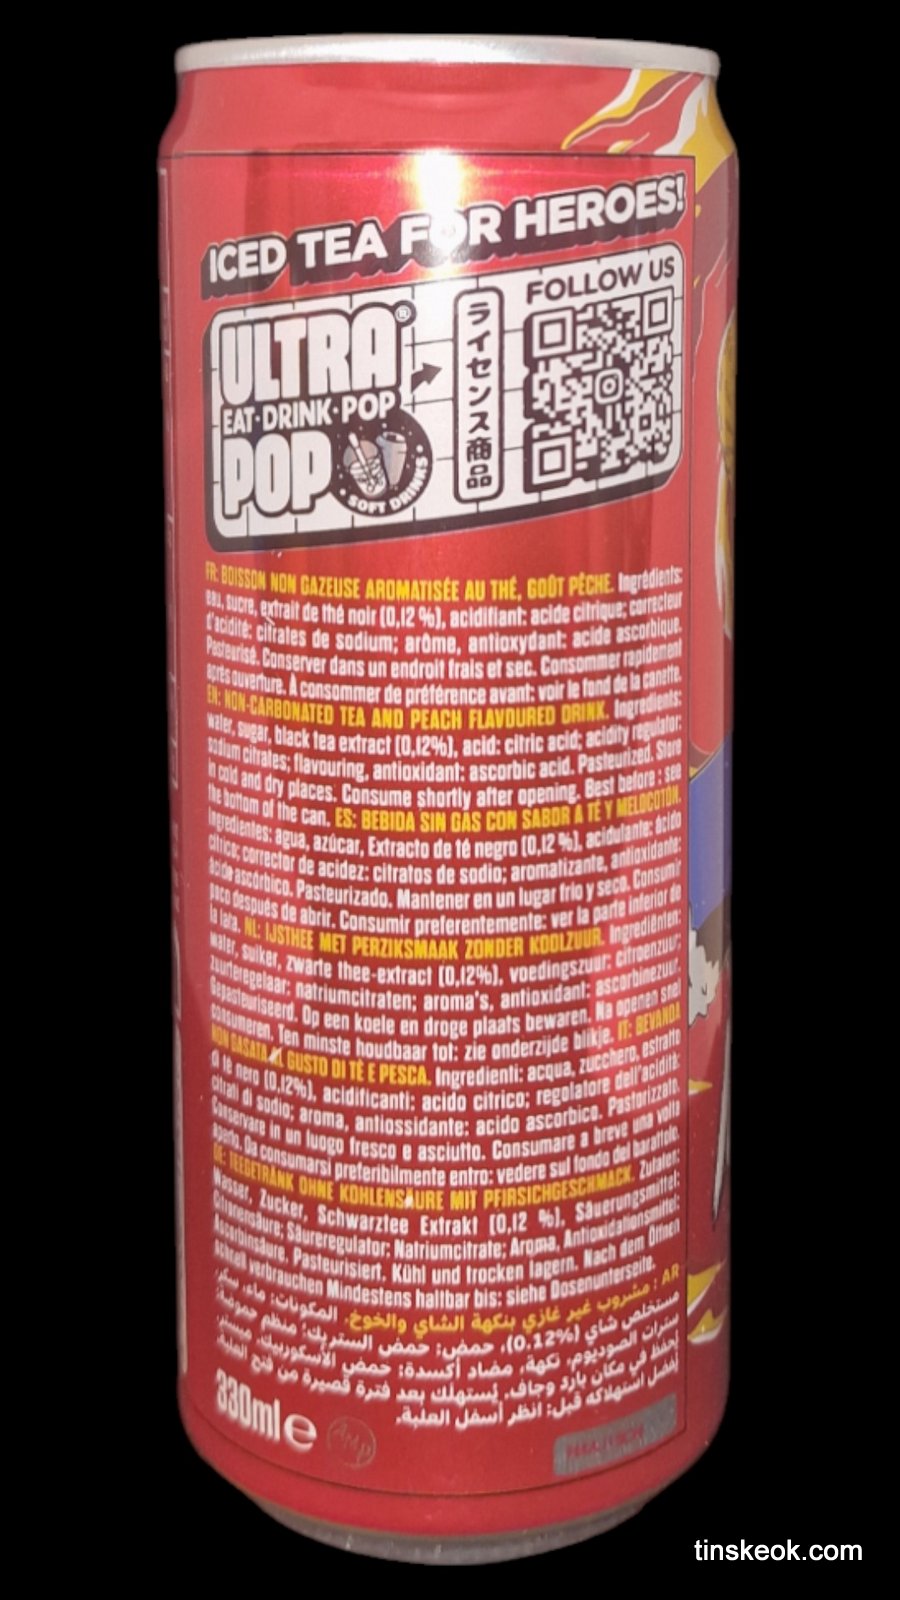 ICED TEA FOR HEROES!
ULTRA®
EAT·DRINK·POP
POP
SOFT DRINKS
ライセンス商品
FOLLOW US
FR: BOISSON NON GAZEUSE AROMATISÉE AU THÉ, GOÛT PÊCHE. Ingrédients:
eau, sucre, extrait de thé noir (0,12 %), acidifiant: acide citrique; correcteur
d'acidité: citrates de sodium; arôme, antioxydant: acide ascorbique.
Pasteurisé. Conserver dans un endroit frais et sec. Consommer rapidement
après ouverture. À consommer de préférence avant: voir le fond de la canette.
EN: NON-CARBONATED TEA AND PEACH FLAVOURED DRINK. Ingredients:
water, sugar, black tea extract (0,12%), acid: citric acid; acidity regulator:
sodium citrates; flavouring, antioxidant: ascorbic acid. Pasteurized. Store
in cold and dry places. Consume shortly after opening. Best before : see
the bottom of the can. ES: BEBIDA SIN GAS CON SABOR A TÉ Y MELOCOTÓN.
Ingredientes: agua, azúcar, Extracto de té negro (0,12 %), acidulante: ácido
cítrico; corrector de acidez: citratos de sodio; aromatizante, antioxidante:
ácido ascórbico. Pasteurizado. Mantener en un lugar frío y seco. Consumir
poco después de abrir. Consumir preferentemente: ver la parte inferior de
la lata. NL: IJSTHEE MET PERZIKSMAAK ZONDER KOOLZUUR. Ingrediënten:
water, suiker, zwarte thee-extract (0,12%), voedingszuur: citroenzuur;
zuurteregelaar: natriumcitraten; aroma's, antioxidant: ascorbinezuur.
Gepasteuriseerd. Op een koele en droge plaats bewaren. Na openen snel
consumeren. Ten minste houdbaar tot: zie onderzijde blikje. IT: BEVANDA
NON GASATA AL GUSTO DI TÈ E PESCA. Ingredienti: acqua, zucchero, estratto
di tè nero (0,12%), acidificanti: acido citrico; regolatore dell'acidità:
citrati di sodio; aroma, antiossidante: acido ascorbico. Pastorizzato.
Conservare in un luogo fresco e asciutto. Consumare a breve una volta
aperto. Da consumarsi preferibilmente entro: vedere sul fondo del barattolo.
DE: TEEGETRÄNK OHNE KOHLENSÄURE MIT PFIRSICHGESCHMACK. Zutaten:
Wasser, Zucker, Schwarztee Extrakt (0,12 %), Säuerungsmittel:
Citronensäure; Säureregulator: Natriumcitrate; Aroma, Antioxidationsmittel:
Ascorbinsäure. Pasteurisiert. Kühl und trocken lagern. Nach dem Öffnen
schnell verbrauchen Mindestens haltbar bis: siehe Dosenunterseite.
AR : مشروب غير غازي بنكهة الشاي والخوخ. المكونات: ماء، سكر،
مستخلص شاي (0.12%)، حمض: حمض الستريك؛ منظم حموضة:
سترات الصوديوم، نكهة، مضاد أكسدة: حمض الأسكوربيك. مبستر.
يُحفظ في مكان بارد وجاف. يُستهلك بعد فترة قصيرة من فتح العلبة.
يُفضل استهلاكه قبل: انظر أسفل العلبة.
330ml e
AMP
tinskeok.com